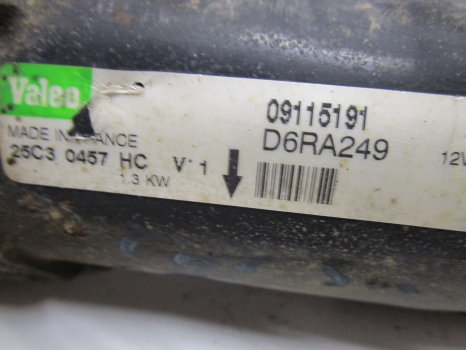 Valeo
09115191
MADE IN FRANCE
D6RA249
12V
25C3 0457 HC V 1
1.3 KW